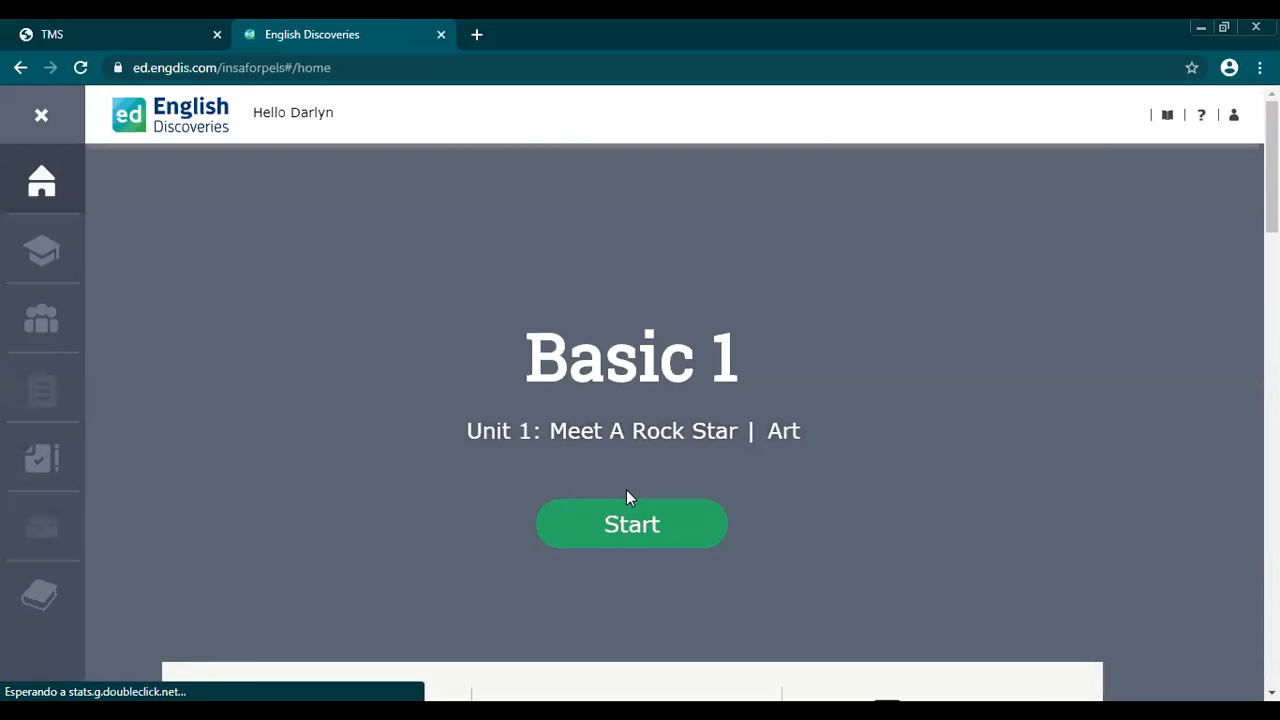 TMS
English Discoveries
ed.engdis.com/insaforpels#/home
ed English Discoveries
Hello Darlyn
?
Basic 1
Unit 1: Meet A Rock Star | Art
Start
Esperando a stats.g.doubleclick.net...